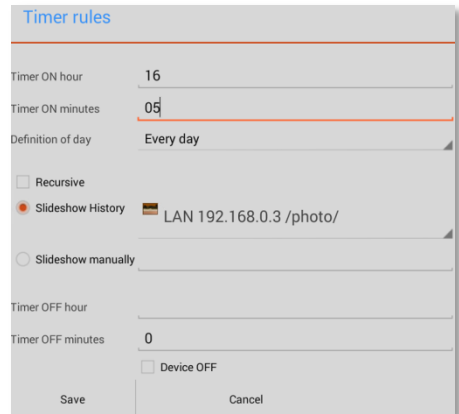 Timer rules
Timer ON hour 16
Timer ON minutes 05
Definition of day Every day
Recursive
Slideshow History LAN 192.168.0.3 /photo/
Slideshow manually
Timer OFF hour
Timer OFF minutes 0
Device OFF
Save Cancel